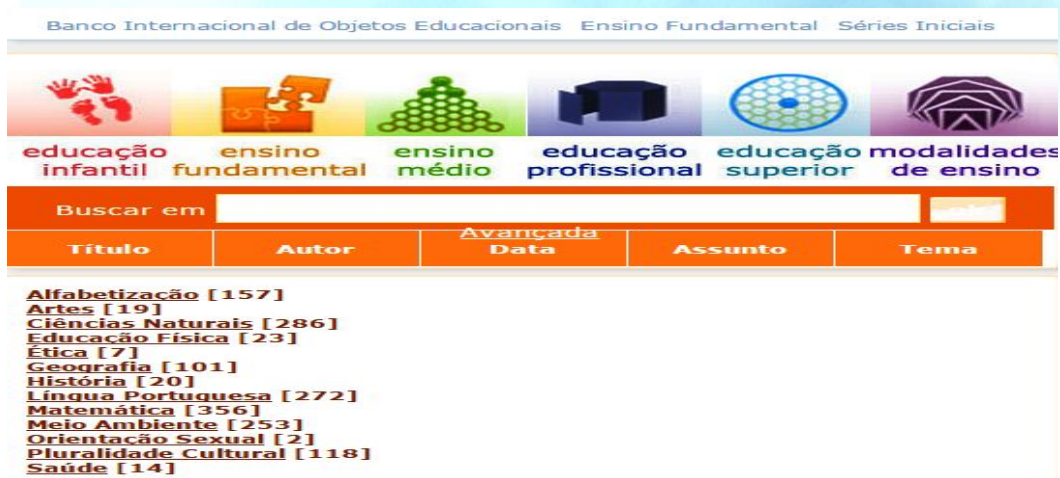 Banco Internacional de Objetos Educacionais Ensino Fundamental Séries Iniciais
educação infantil
ensino fundamental
ensino médio
educação profissional
educação superior
modalidades de ensino
Buscar em
Avançada
Título Autor Data Assunto Tema
Alfabetização [157]
Artes [19]
Ciências Naturais [286]
Educação Física [23]
Ética [7]
Geografia [101]
História [20]
Língua Portuguesa [272]
Matemática [356]
Meio Ambiente [253]
Orientação Sexual [2]
Pluralidade Cultural [118]
Saúde [14]